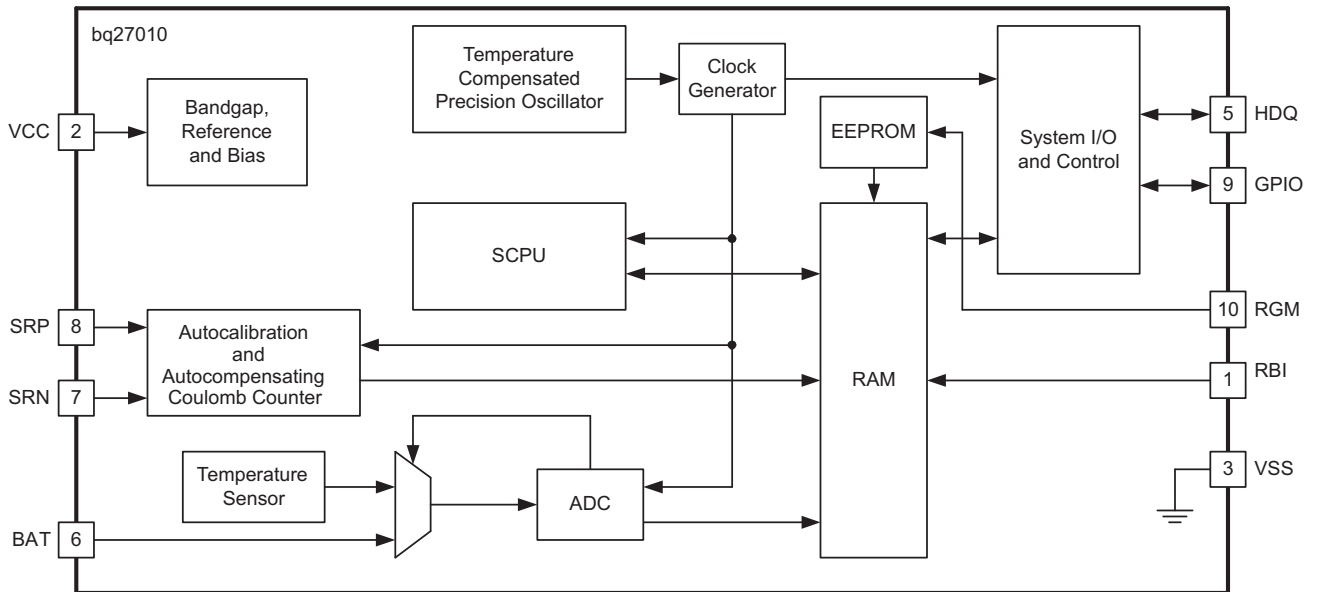 bq27010
Temperature
Compensated
Precision Oscillator
Clock
Generator
Bandgap,
Reference
and Bias
VCC
2
EEPROM
System I/O
and Control
5
HDQ
9
GPIO
SCPU
SRP
8
SRN
7
Autocalibration
and
Autocompensating
Coulomb Counter
RAM
10
RGM
1
RBI
Temperature
Sensor
ADC
3
VSS
BAT
6